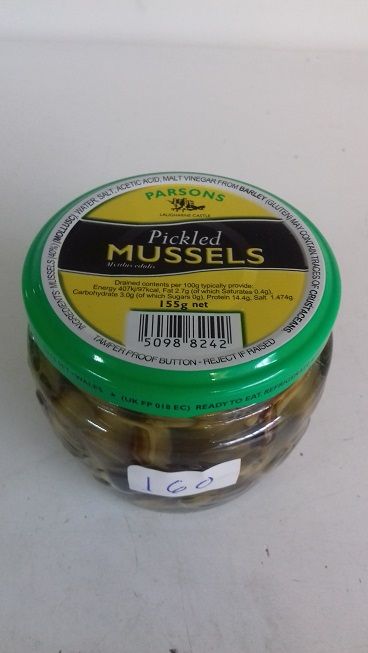 INGREDIENTS: MUSSELS (40%) (MOLLUSC), WATER, SALT, ACETIC ACID, MALT VINEGAR FROM BARLEY (GLUTEN) MAY CONTAIN TRACES OF CRUSTACEANS
PARSONS
LAUGHARNE CASTLE
Pickled
MUSSELS
Mytilus edulis
Drained contents per 100g typically provide:
Energy 407kj/97kcal, Fat 2.7g (of which Saturates 0.4g),
Carbohydrate 3.0g (of which Sugars 0g), Protein 14.4g, Salt 1.474g.
155g net
5098 8242
TAMPER PROOF BUTTON - REJECT IF RAISED
WALES ▲ (UK FP 018 EC) READY TO EAT. REFRIGERATE
160